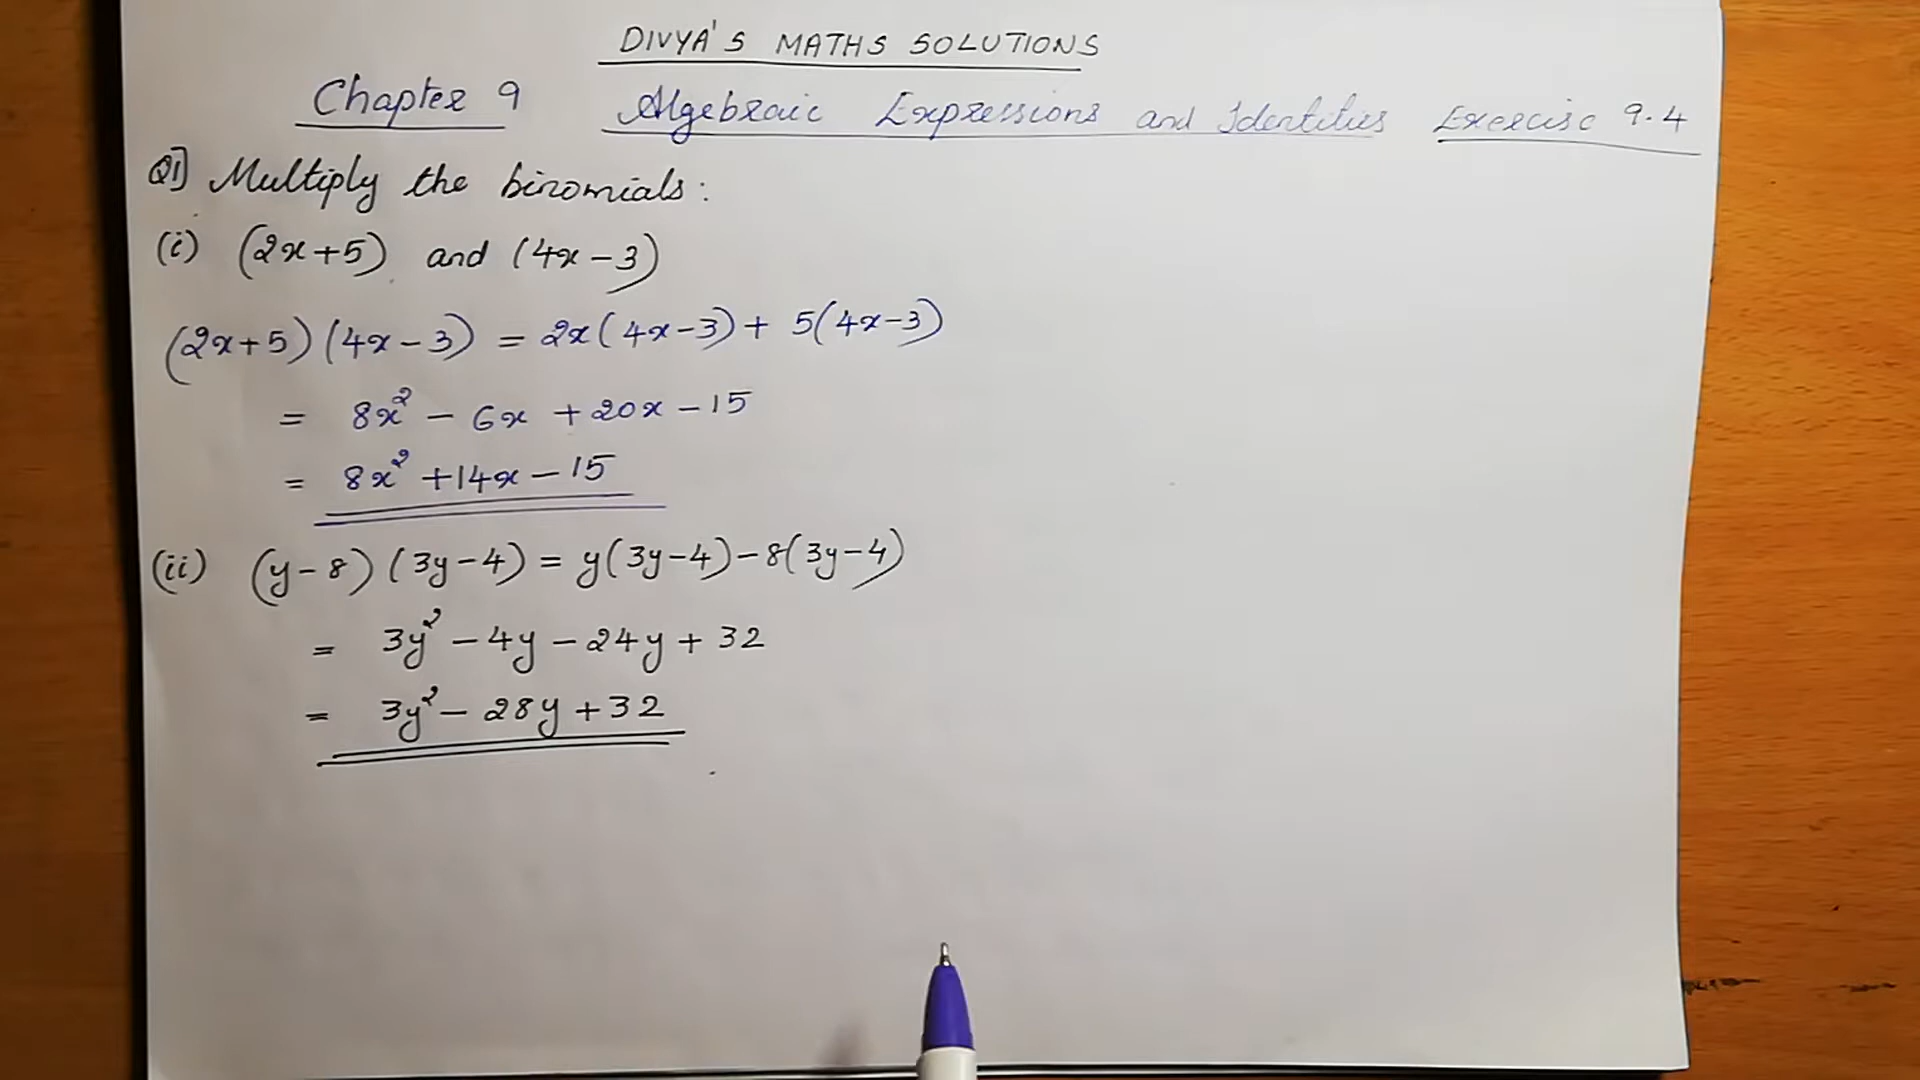 DIVYA'S MATHS SOLUTIONS
Chapter 9 Algebraic Expressions and Identities Exercise 9.4
Q1] Multiply the binomials:
(i) (2x+5) and (4x-3)
(2x+5)(4x-3) = 2x(4x-3)+ 5(4x-3)
= 8x² - 6x +20x -15
= 8x² +14x -15
(ii) (y-8)(3y-4) = y(3y-4)-8(3y-4)
= 3y² -4y -24y + 32
= 3y² - 28y +32